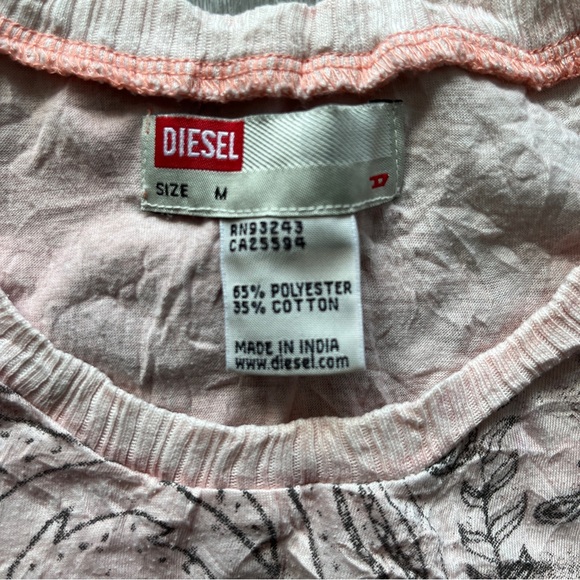 DIESEL
SIZE M
RN93243
CA25594
65% POLYESTER
35% COTTON
MADE IN INDIA
www.diesel.com